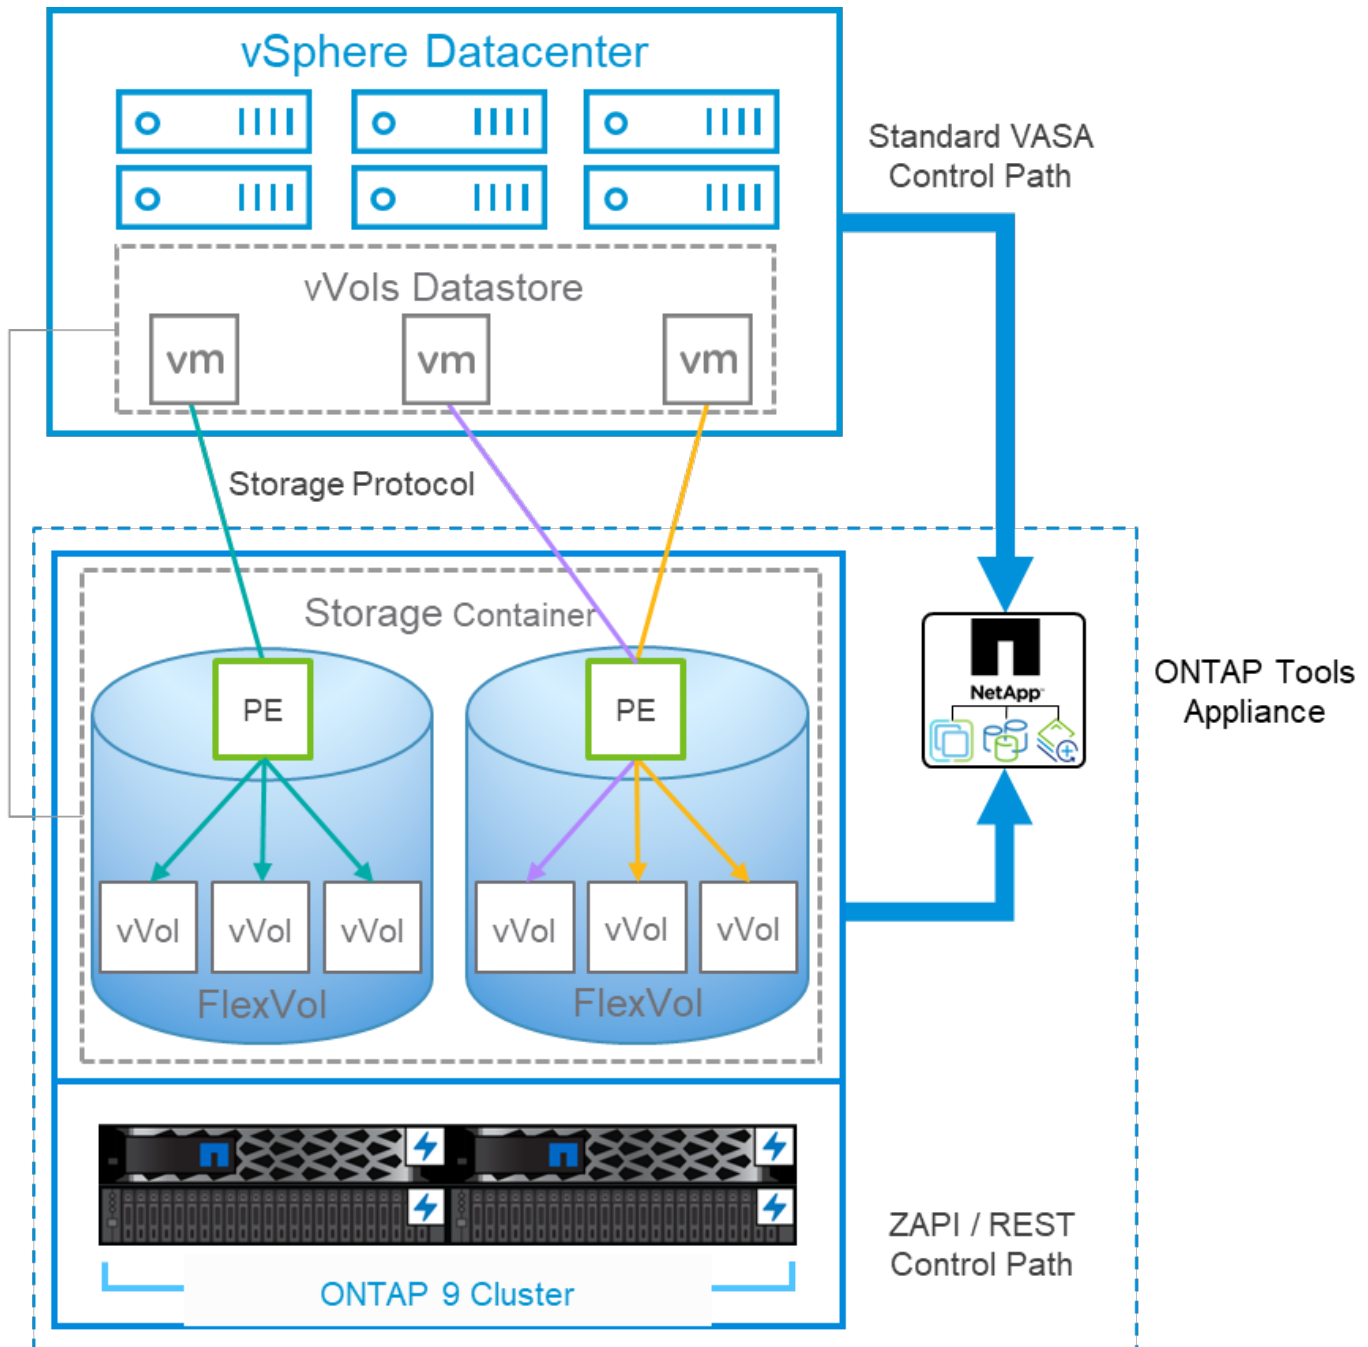 vSphere Datacenter
Standard VASA
Control Path
vVols Datastore
vm
vm
vm
Storage Protocol
Storage Container
PE
PE
NetApp
ONTAP Tools
Appliance
vVol
vVol
vVol
vVol
vVol
vVol
FlexVol
FlexVol
ZAPI / REST
Control Path
ONTAP 9 Cluster